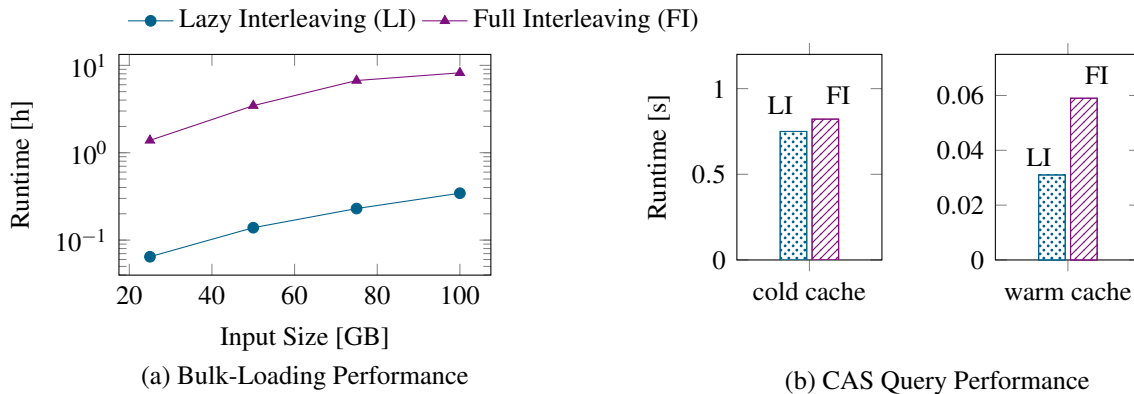 Lazy Interleaving (LI) Full Interleaving (FI)
10^1
10^0
10^−1
Runtime [h]
20 40 60 80 100
Input Size [GB]
(a) Bulk-Loading Performance
1
0.5
0
Runtime [s]
LI FI
cold cache
0.06
0.04
0.02
0
LI FI
warm cache
(b) CAS Query Performance